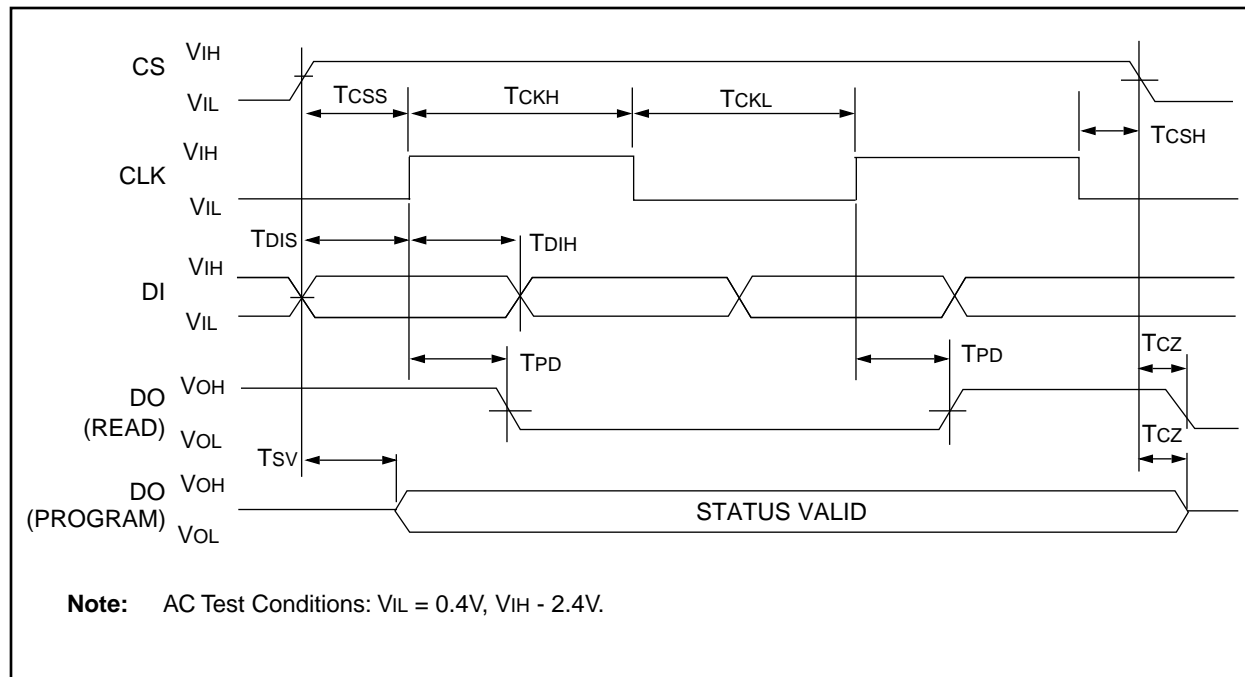 CS
VIH
VIL
TCSS
TCKH
TCKL
TCSH
CLK
VIH
VIL
TDIS
TDIH
DI
VIH
VIL
TPD
TPD
TCZ
DO
(READ)
VOH
VOL
TSV
TCZ
DO
(PROGRAM)
VOH
VOL
STATUS VALID
Note: AC Test Conditions: VIL = 0.4V, VIH - 2.4V.